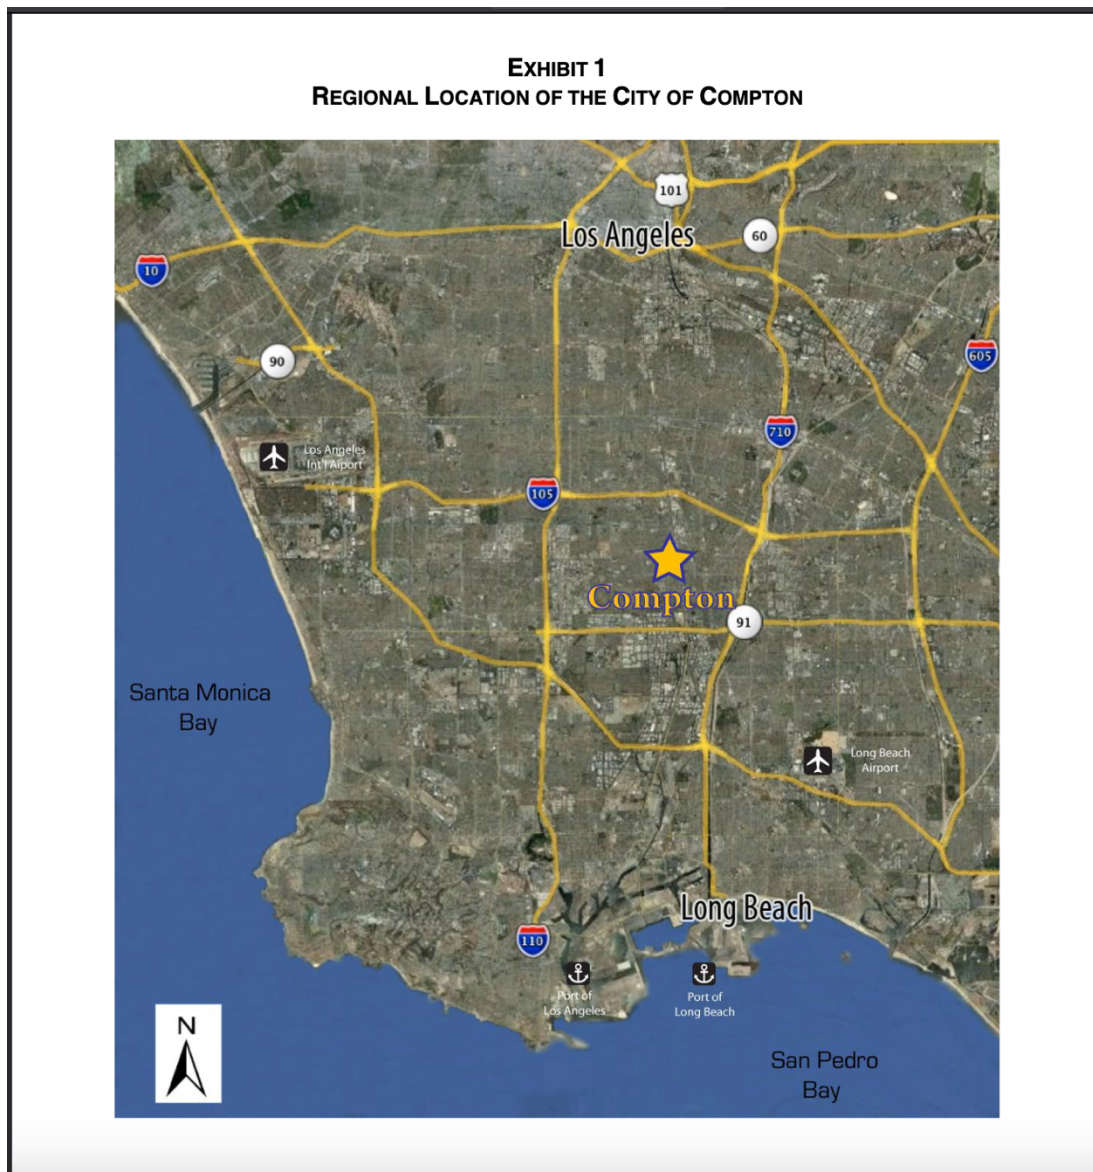 EXHIBIT 1
REGIONAL LOCATION OF THE CITY OF COMPTON
101
Los Angeles
60
10
605
90
710
Los Angeles
Int'l Aiport
105
Compton
91
Santa Monica
Bay
Long Beach
Airport
Long Beach
110
Port of
Los Angeles
Port of
Long Beach
N
San Pedro
Bay